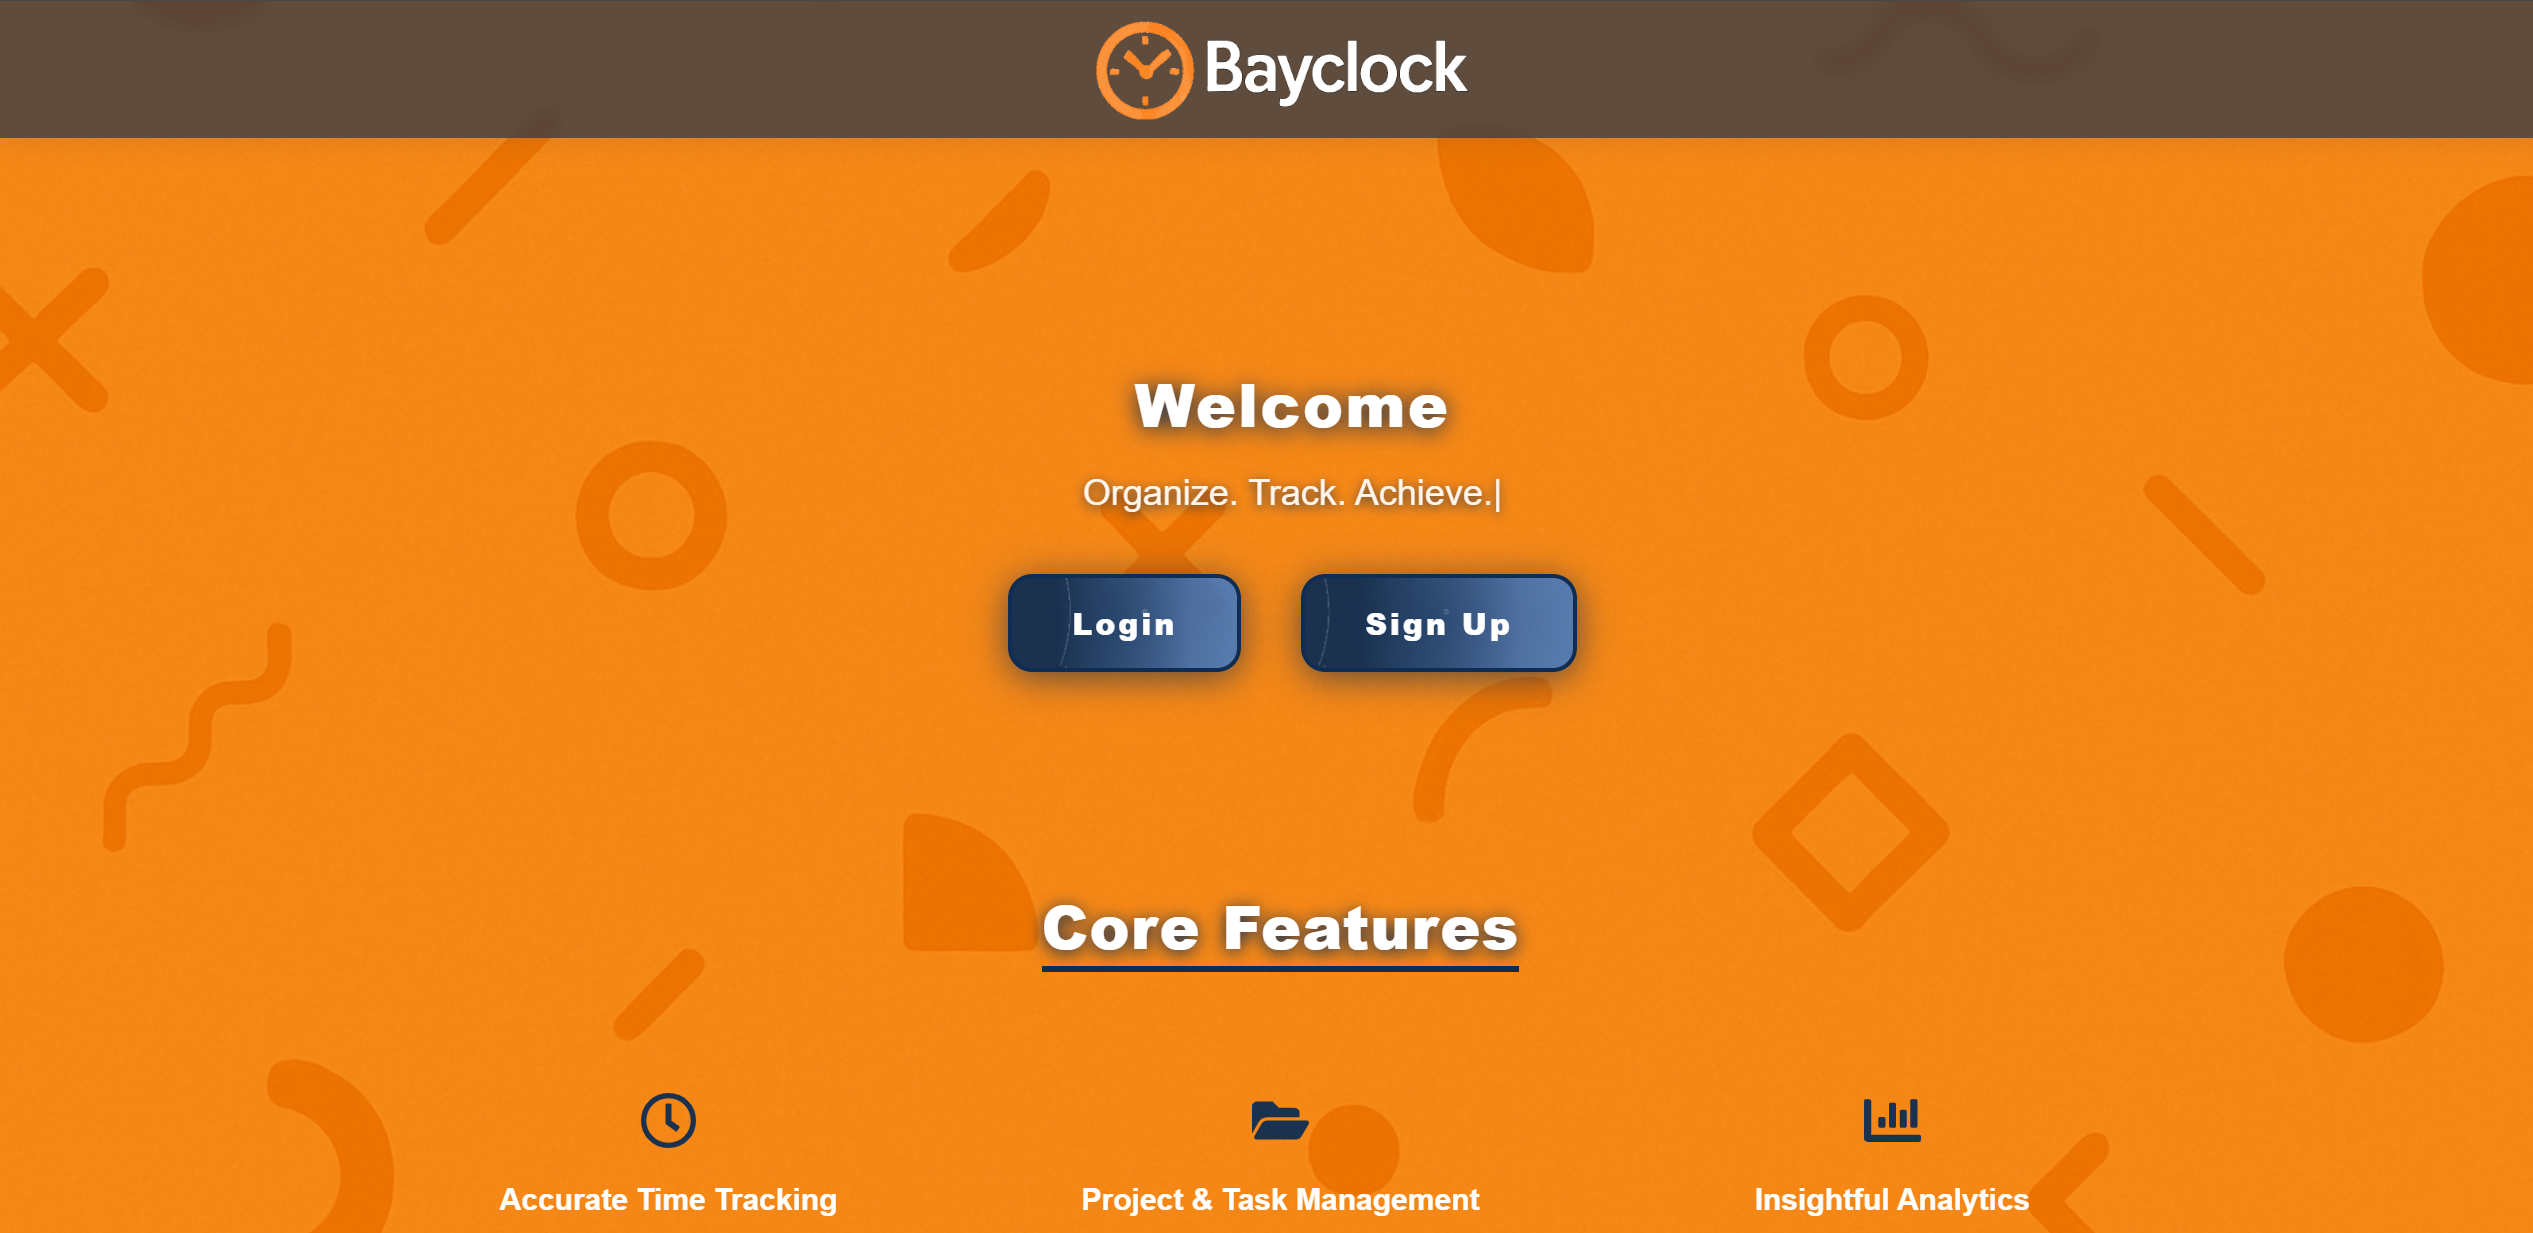 Bayclock
Welcome
Organize. Track. Achieve.|
Login
Sign Up
Core Features
Accurate Time Tracking
Project & Task Management
Insightful Analytics